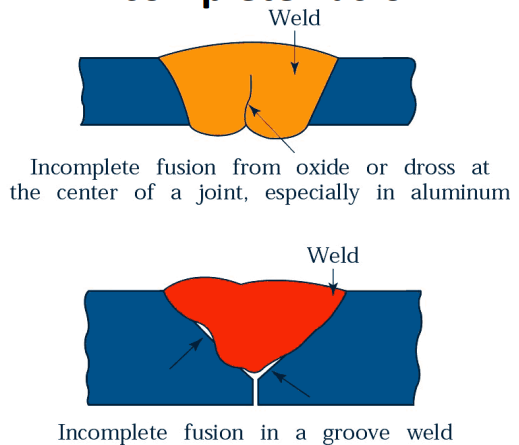 Weld
Incomplete fusion from oxide or dross at
the center of a joint, especially in aluminum
Weld
Incomplete fusion in a groove weld